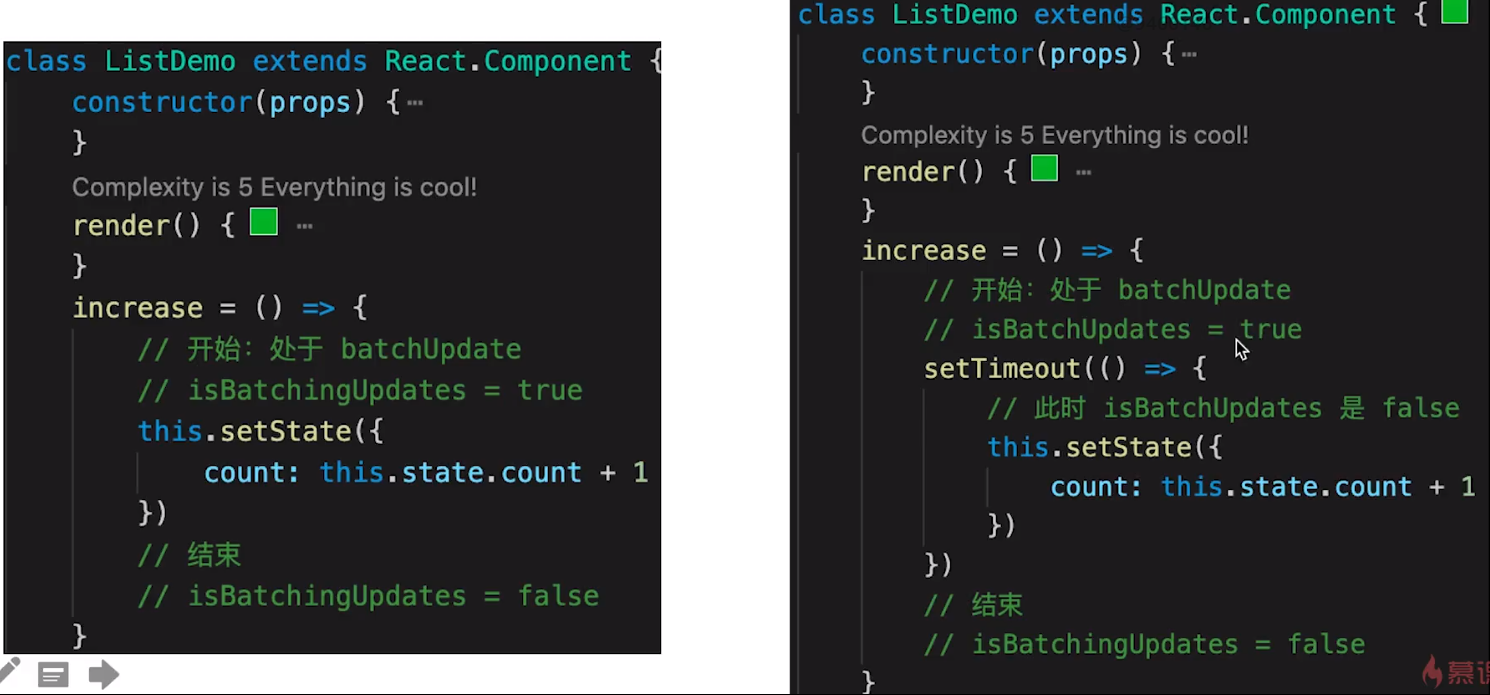 class ListDemo extends React.Component {
constructor(props) {…
}
Complexity is 5 Everything is cool!
render() { …
}
increase = () => {
// 开始：处于 batchUpdate
// isBatchingUpdates = true
this.setState({
count: this.state.count + 1
})
// 结束
// isBatchingUpdates = false
}
class ListDemo extends React.Component {
constructor(props) {…
}
Complexity is 5 Everything is cool!
render() { …
}
increase = () => {
// 开始：处于 batchUpdate
// isBatchUpdates = true
setTimeout(() => {
// 此时 isBatchUpdates 是 false
this.setState({
count: this.state.count + 1
})
})
// 结束
// isBatchingUpdates = false
}
慕